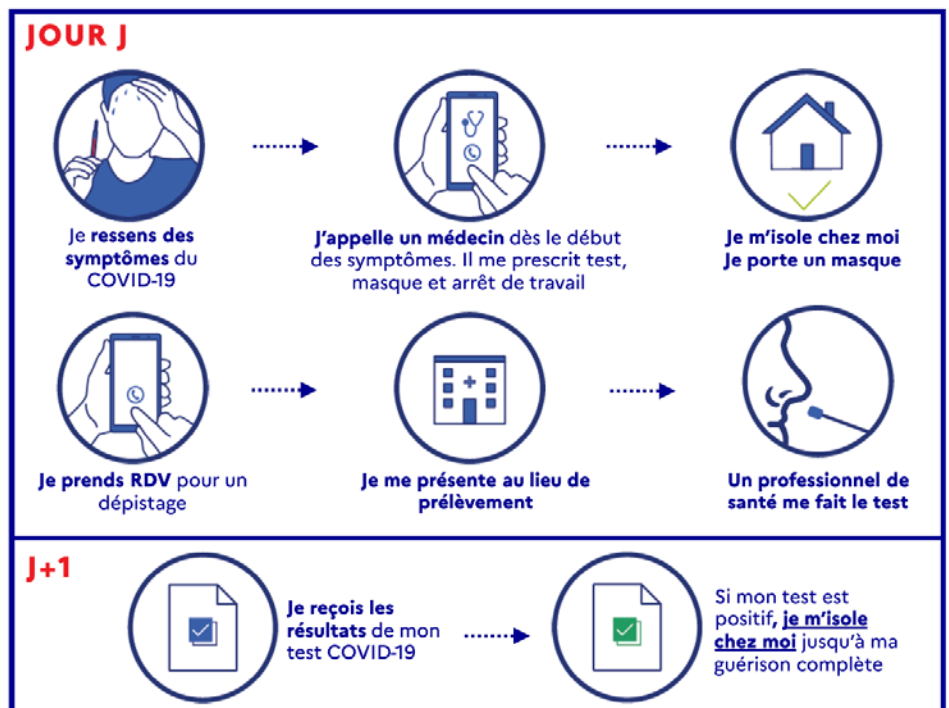 JOUR J
Je ressens des
symptômes du
COVID-19
J'appelle un médecin dès le début
des symptômes. Il me prescrit test,
masque et arrêt de travail
Je m'isole chez moi
Je porte un masque
Je prends RDV pour un
dépistage
Je me présente au lieu de
prélèvement
Un professionnel de
santé me fait le test
J+1
Je reçois les
résultats de mon
test COVID-19
Si mon test est
positif, je m'isole
chez moi jusqu'à ma
guérison complète